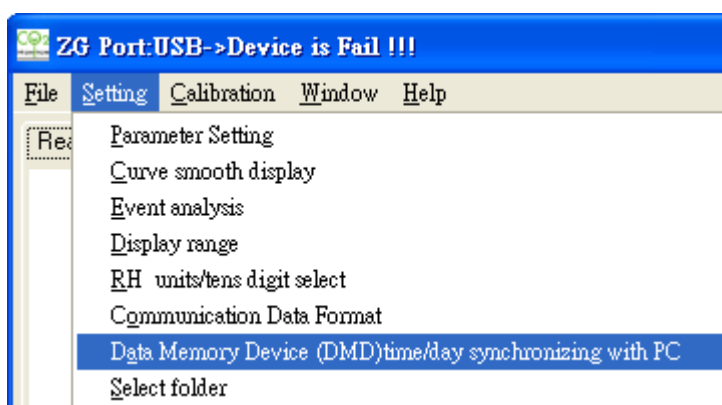 CO2 ZG Port:USB->Device is Fail !!!
File Setting Calibration Window Help
Rea
Parameter Setting
Curve smooth display
Event analysis
Display range
RH units/tens digit select
Communication Data Format
Data Memory Device (DMD)time/day synchronizing with PC
Select folder